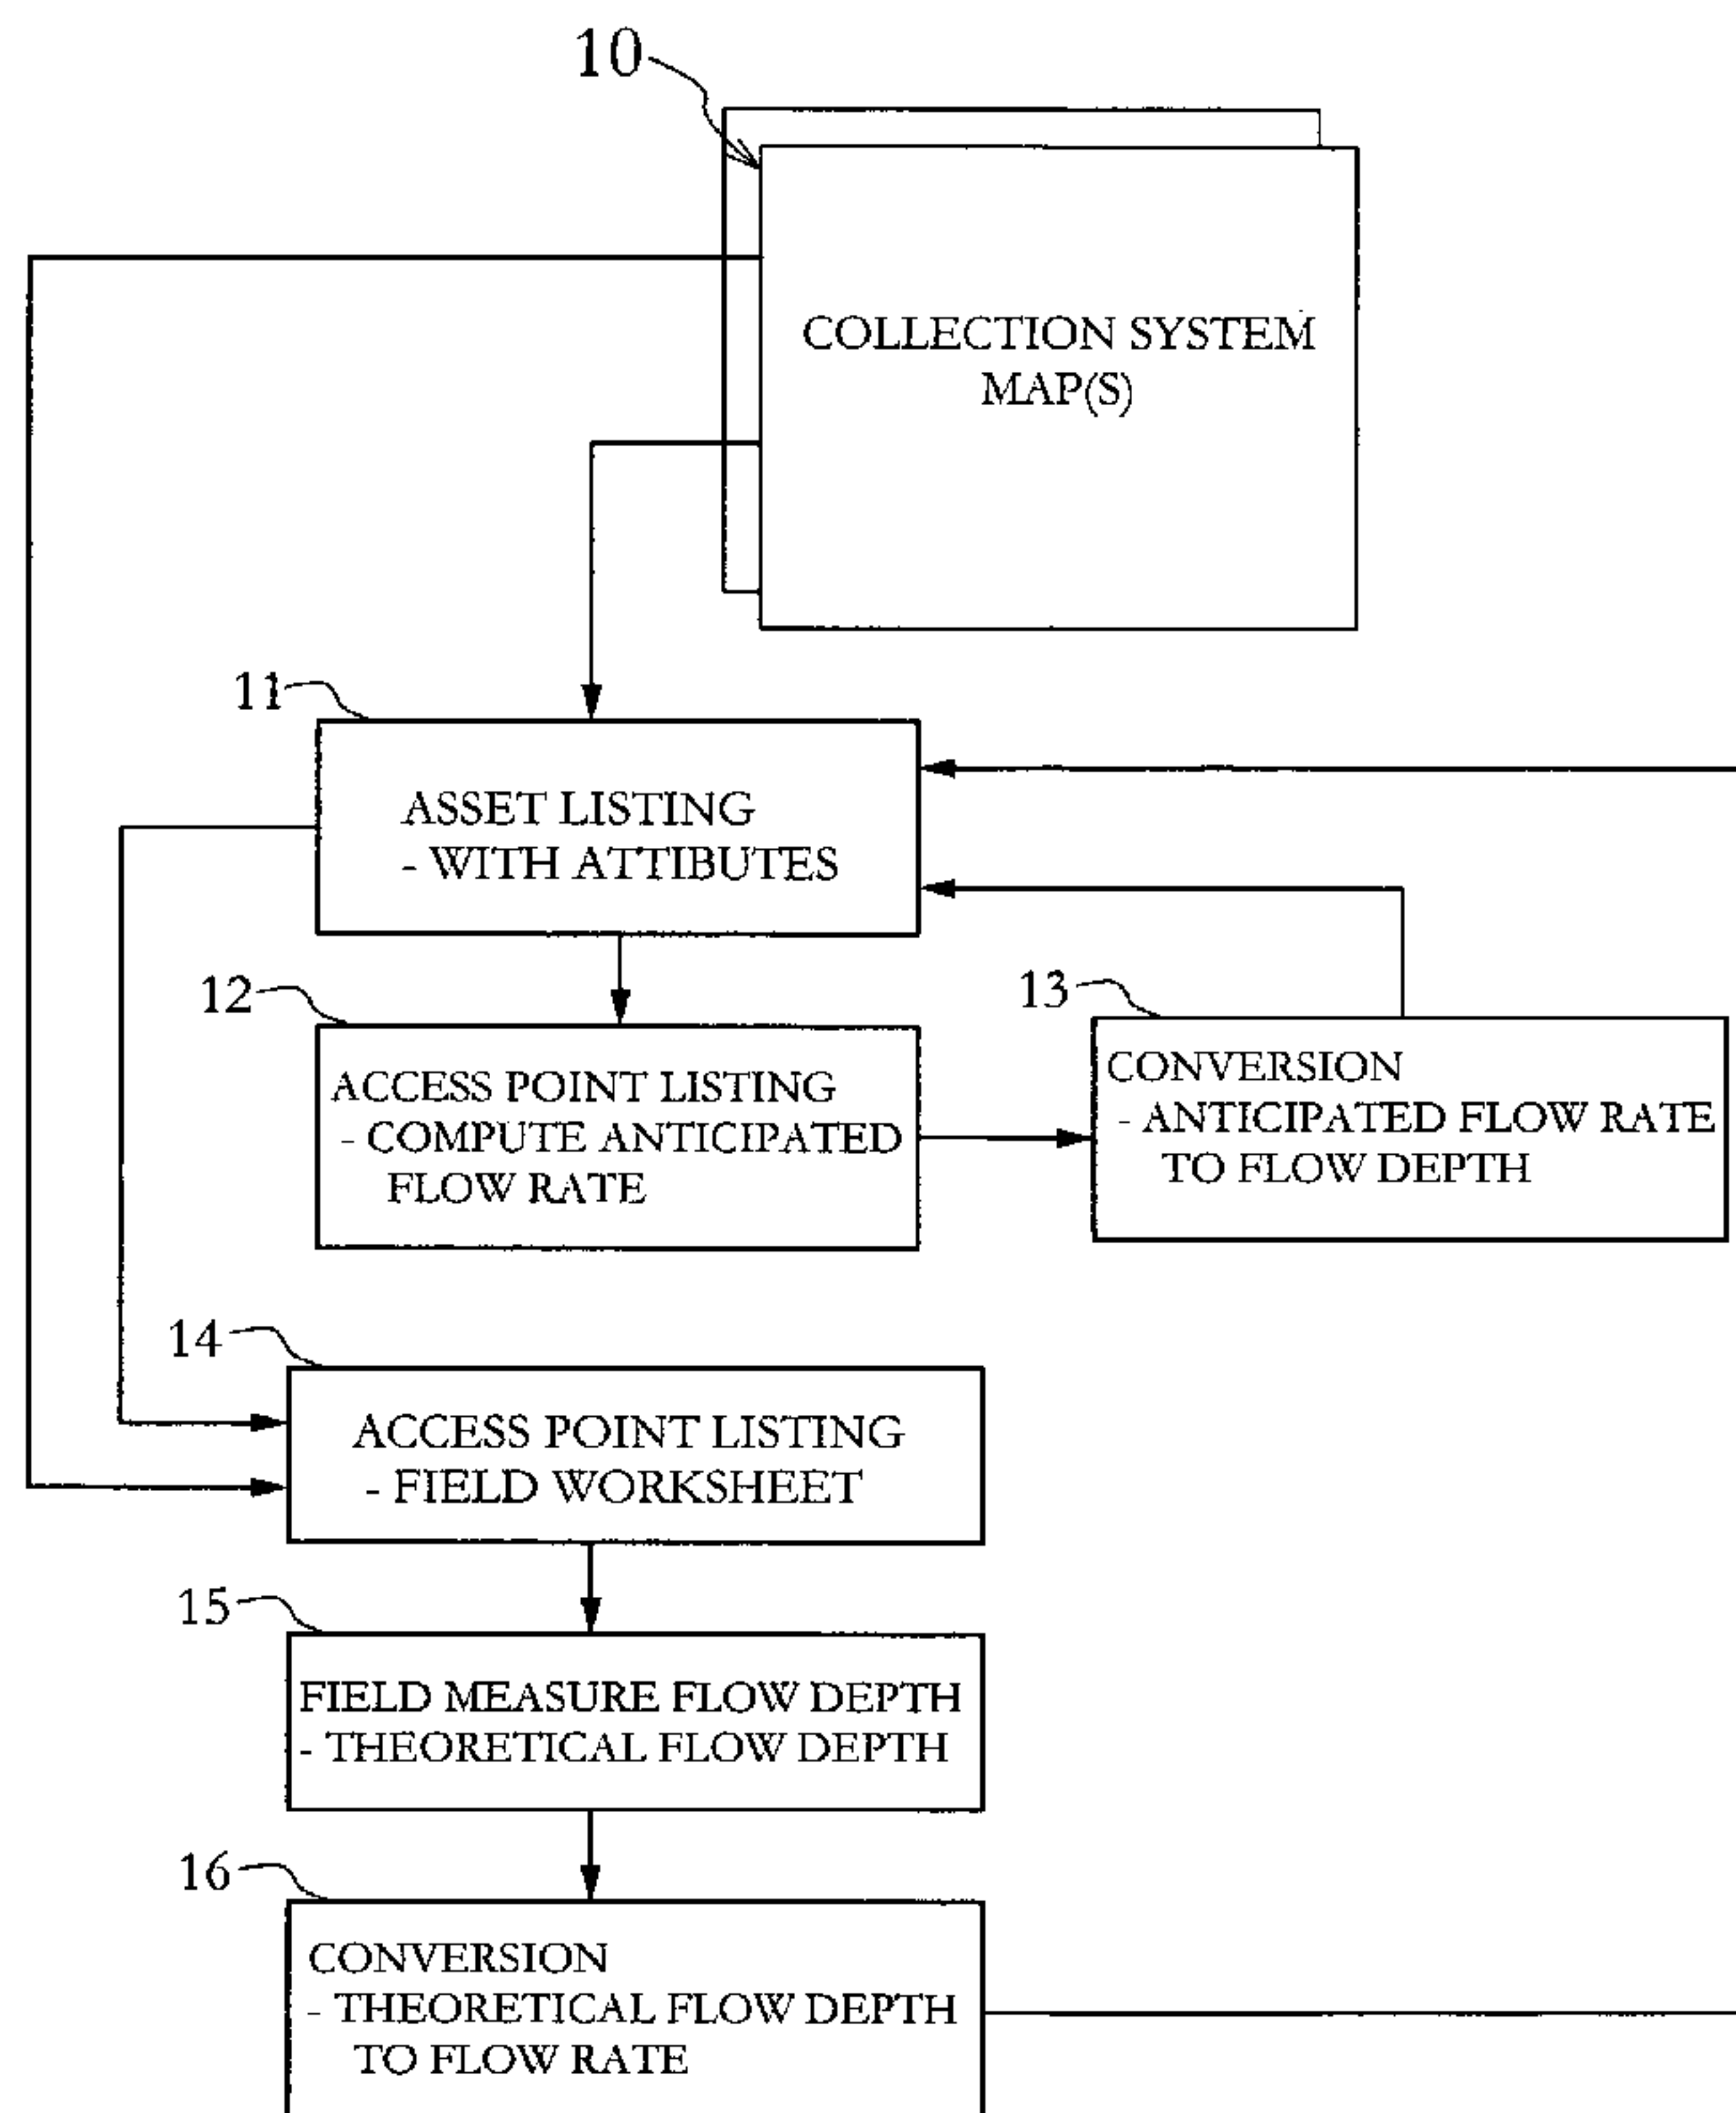 10
COLLECTION SYSTEM
MAP(S)
11
ASSET LISTING
- WITH ATTIBUTES
12
ACCESS POINT LISTING
- COMPUTE ANTICIPATED
FLOW RATE
13
CONVERSION
- ANTICIPATED FLOW RATE
TO FLOW DEPTH
14
ACCESS POINT LISTING
- FIELD WORKSHEET
15
FIELD MEASURE FLOW DEPTH
- THEORETICAL FLOW DEPTH
16
CONVERSION
- THEORETICAL FLOW DEPTH
TO FLOW RATE